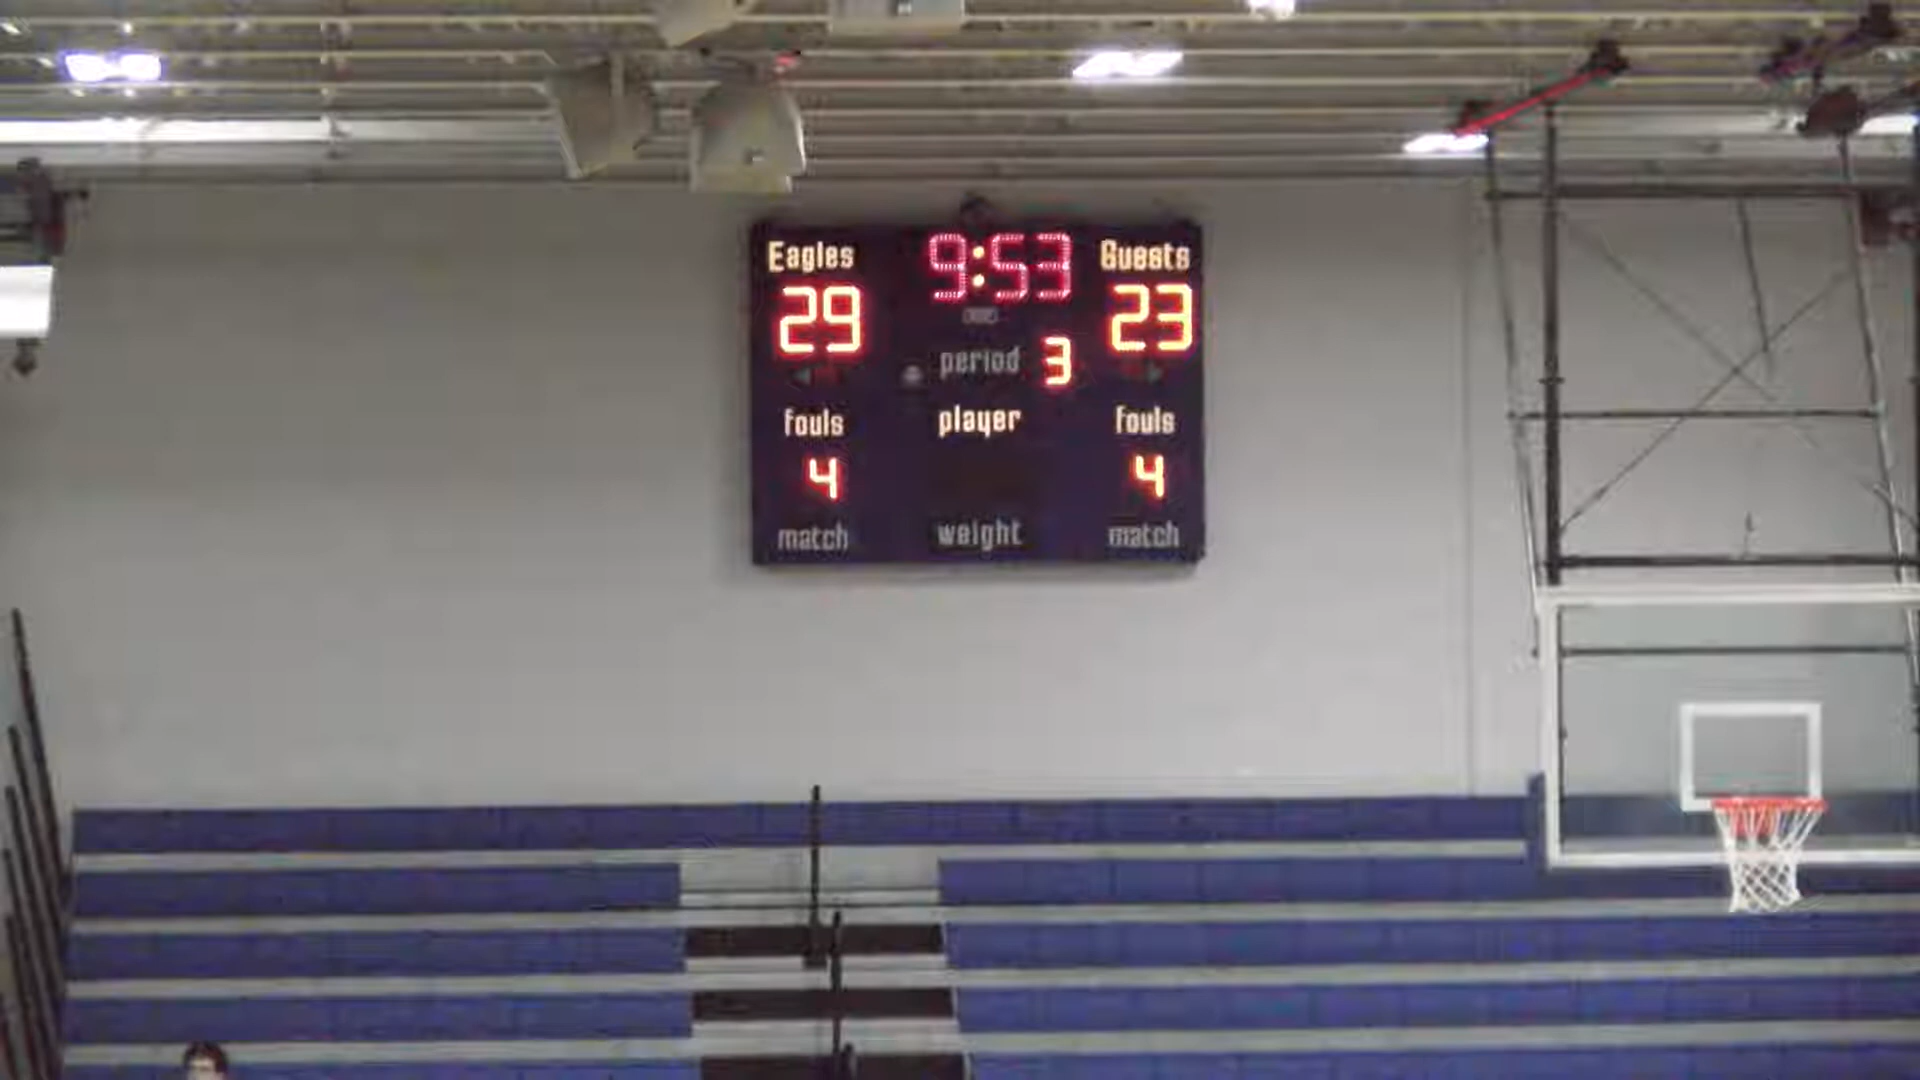 Eagles 9:53 Guests
29 23
period 3
fouls player fouls
4 4
match weight match